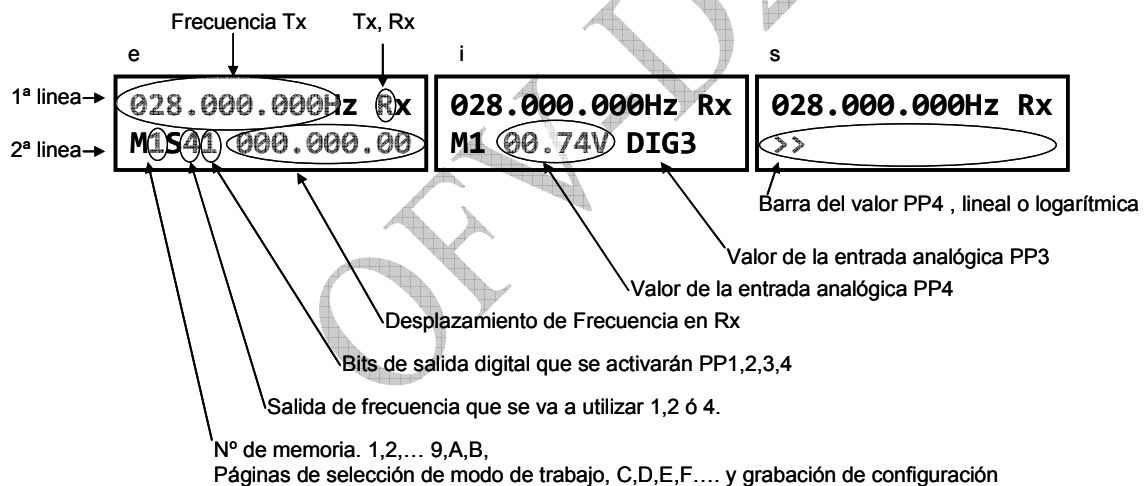 Frecuencia Tx Tx, Rx
e i s
1ª linea 028.000.000Hz Rx 028.000.000Hz Rx 028.000.000Hz Rx
2ª linea M1S41 000.000.00 M1 00.74V DIG3 >>
Barra del valor PP4 , lineal o logarítmica
Valor de la entrada analógica PP3
Valor de la entrada analógica PP4
Desplazamiento de Frecuencia en Rx
Bits de salida digital que se activarán PP1,2,3,4
Salida de frecuencia que se va a utilizar 1,2 ó 4.
Nº de memoria. 1,2,… 9,A,B,
Páginas de selección de modo de trabajo, C,D,E,F…. y grabación de configuración